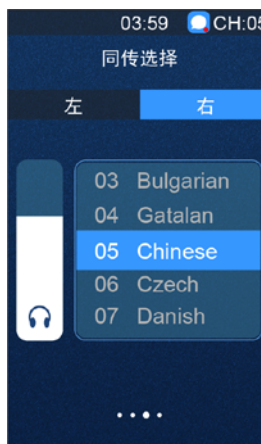 03:59 CH:05
同传选择
左 右
03 Bulgarian
04 Gatalan
05 Chinese
06 Czech
07 Danish